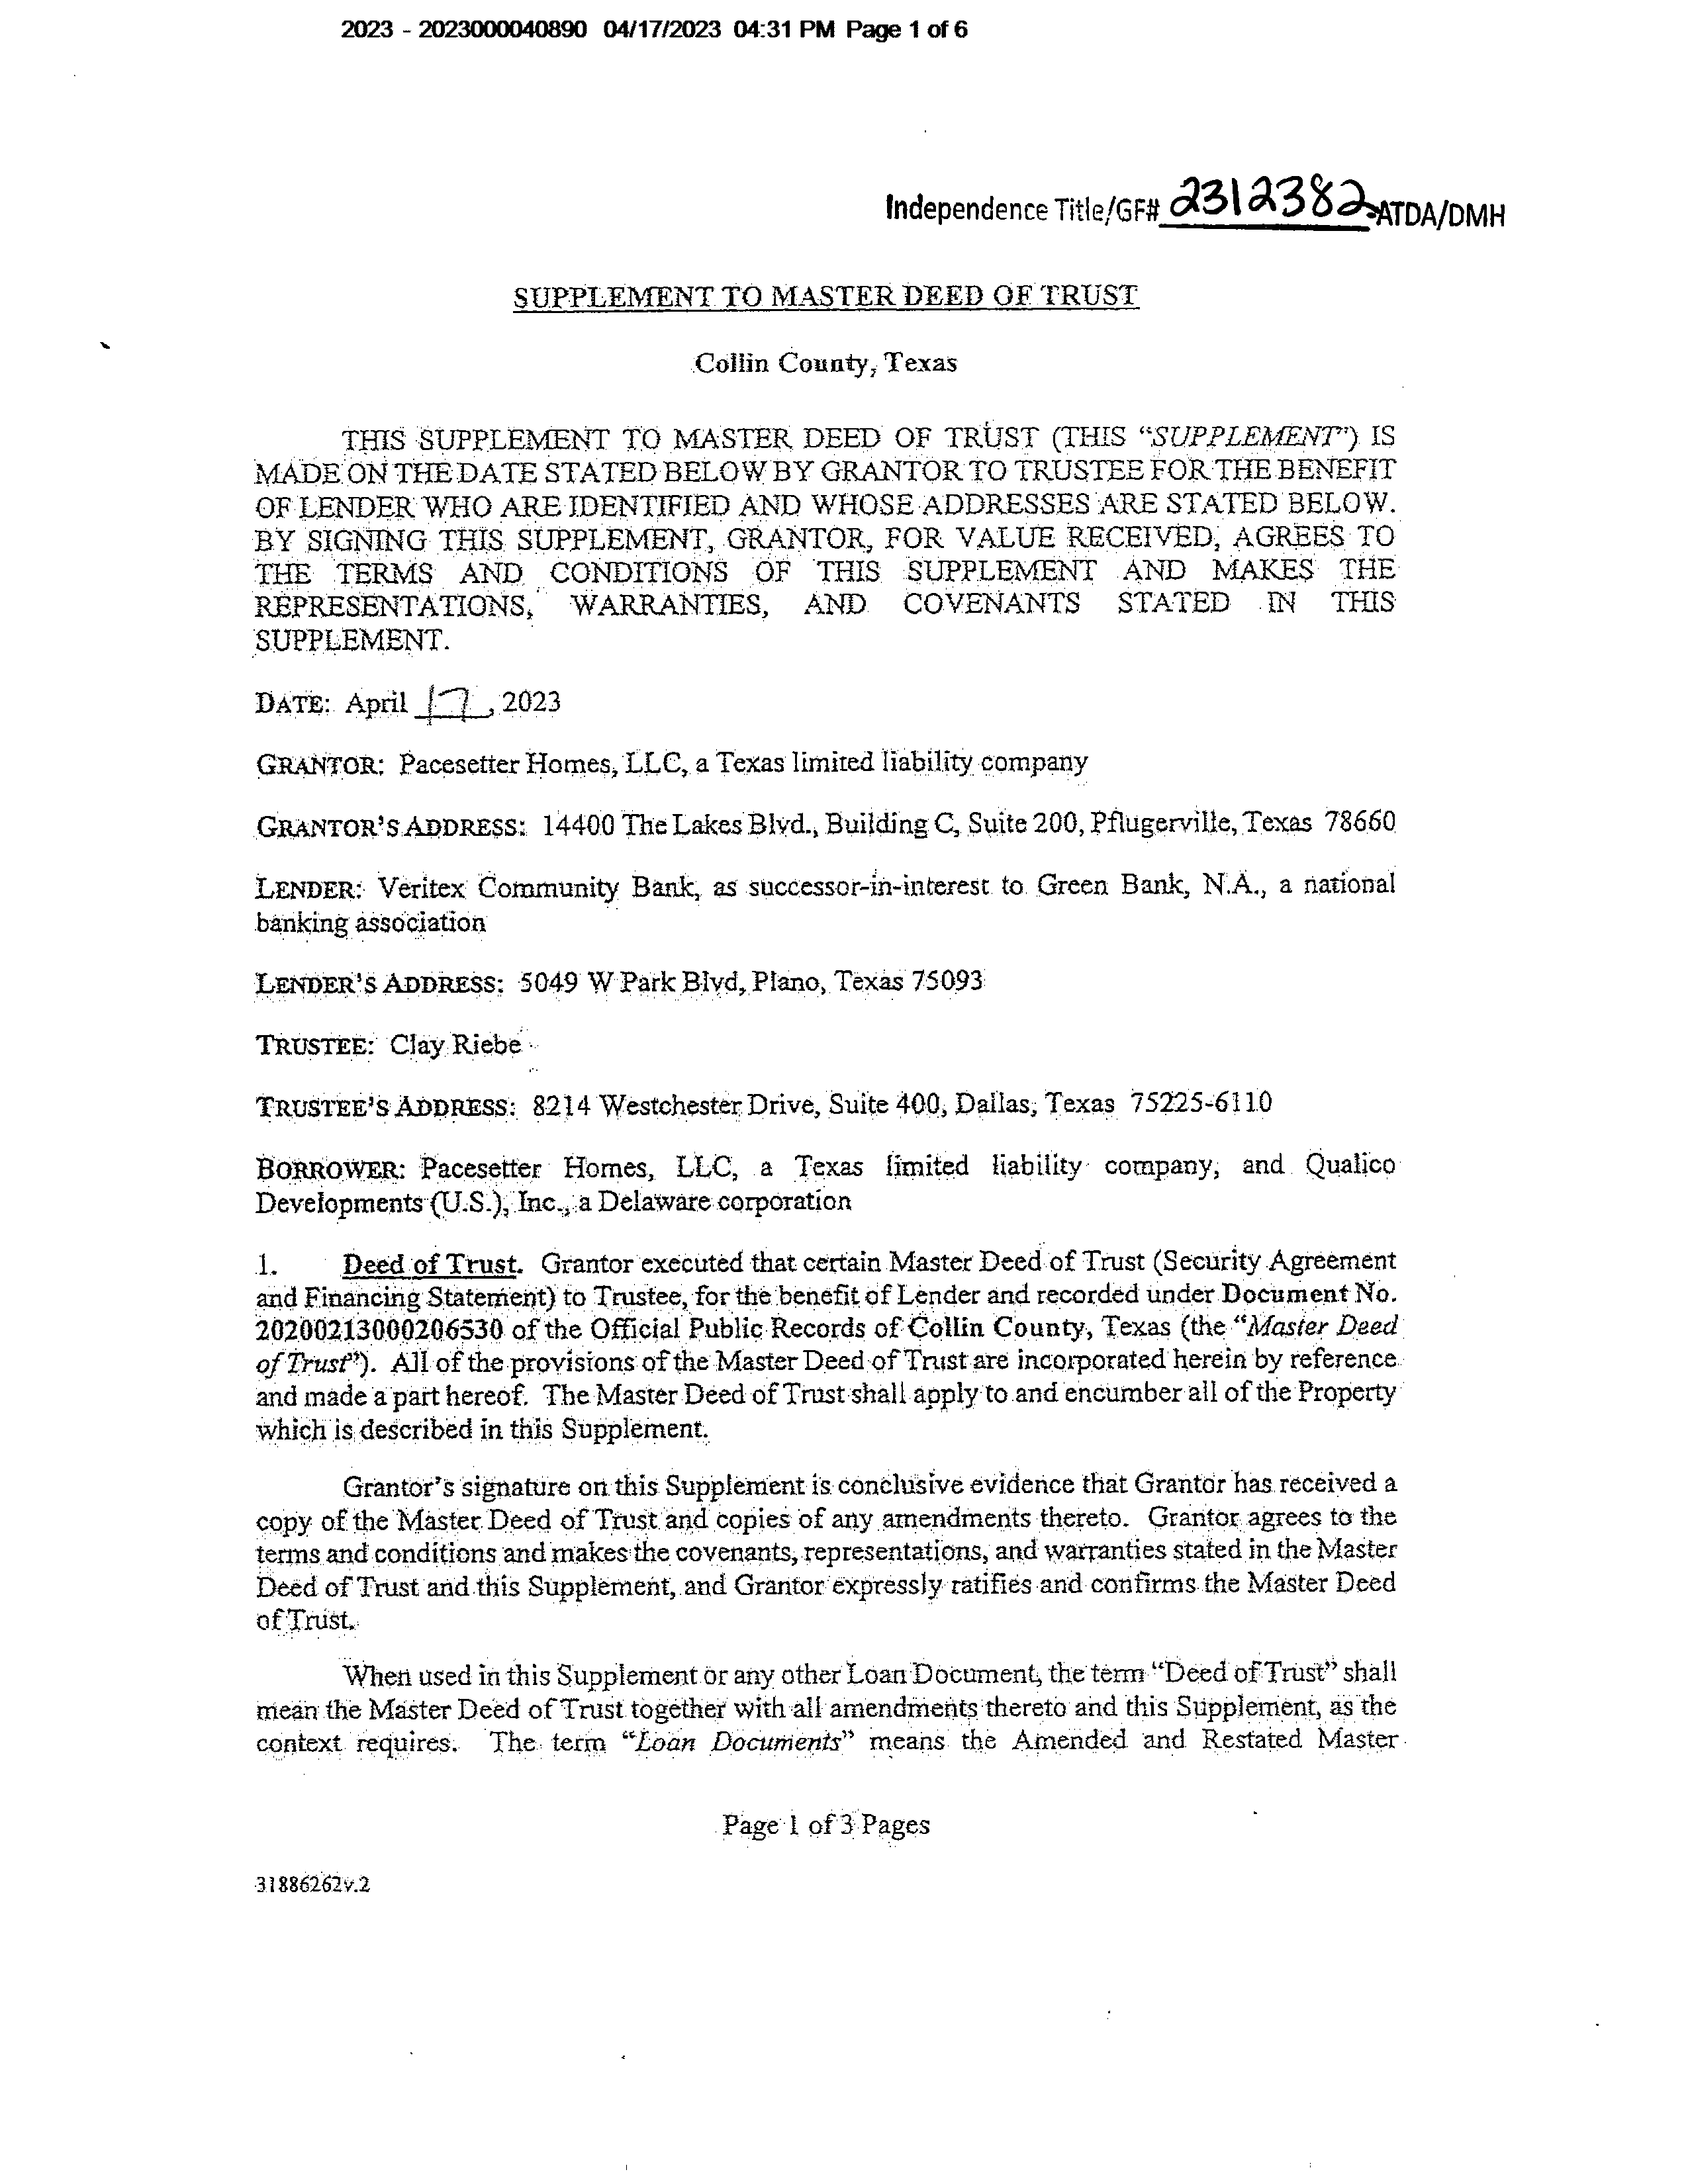 2023 - 2023000040890 04/17/2023 04:31 PM Page 1 of 6
Independence Title/GF# 2312382-ATDA/DMH
SUPPLEMENT TO MASTER DEED OF TRUST
Collin County, Texas
THIS SUPPLEMENT TO MASTER DEED OF TRUST (THIS “SUPPLEMENT”) IS
MADE ON THE DATE STATED BELOW BY GRANTOR TO TRUSTEE FOR THE BENEFIT
OF LENDER WHO ARE IDENTIFIED AND WHOSE ADDRESSES ARE STATED BELOW.
BY SIGNING THIS SUPPLEMENT, GRANTOR, FOR VALUE RECEIVED, AGREES TO
THE TERMS AND CONDITIONS OF THIS SUPPLEMENT AND MAKES THE
REPRESENTATIONS, WARRANTIES, AND COVENANTS STATED IN THIS
SUPPLEMENT.
DATE: April 17, 2023
GRANTOR: Pacesetter Homes, LLC, a Texas limited liability company
GRANTOR’S ADDRESS: 14400 The Lakes Blvd., Building C, Suite 200, Pflugerville, Texas 78660
LENDER: Veritex Community Bank, as successor-in-interest to Green Bank, N.A., a national
banking association
LENDER’S ADDRESS: 5049 W Park Blvd, Plano, Texas 75093
TRUSTEE: Clay Riebe
TRUSTEE’S ADDRESS: 8214 Westchester Drive, Suite 400, Dallas, Texas 75225-6110
BORROWER: Pacesetter Homes, LLC, a Texas limited liability company, and Qualico
Developments (U.S.), Inc., a Delaware corporation
1. Deed of Trust. Grantor executed that certain Master Deed of Trust (Security Agreement
and Financing Statement) to Trustee, for the benefit of Lender and recorded under Document No.
20200213000206530 of the Official Public Records of Collin County, Texas (the “Master Deed
of Trust”). All of the provisions of the Master Deed of Trust are incorporated herein by reference
and made a part hereof. The Master Deed of Trust shall apply to and encumber all of the Property
which is described in this Supplement.
Grantor’s signature on this Supplement is conclusive evidence that Grantor has received a
copy of the Master Deed of Trust and copies of any amendments thereto. Grantor agrees to the
terms and conditions and makes the covenants, representations, and warranties stated in the Master
Deed of Trust and this Supplement, and Grantor expressly ratifies and confirms the Master Deed
of Trust.
When used in this Supplement or any other Loan Document, the term “Deed of Trust” shall
mean the Master Deed of Trust together with all amendments thereto and this Supplement, as the
context requires. The term “Loan Documents” means the Amended and Restated Master
Page 1 of 3 Pages
31886262v.2